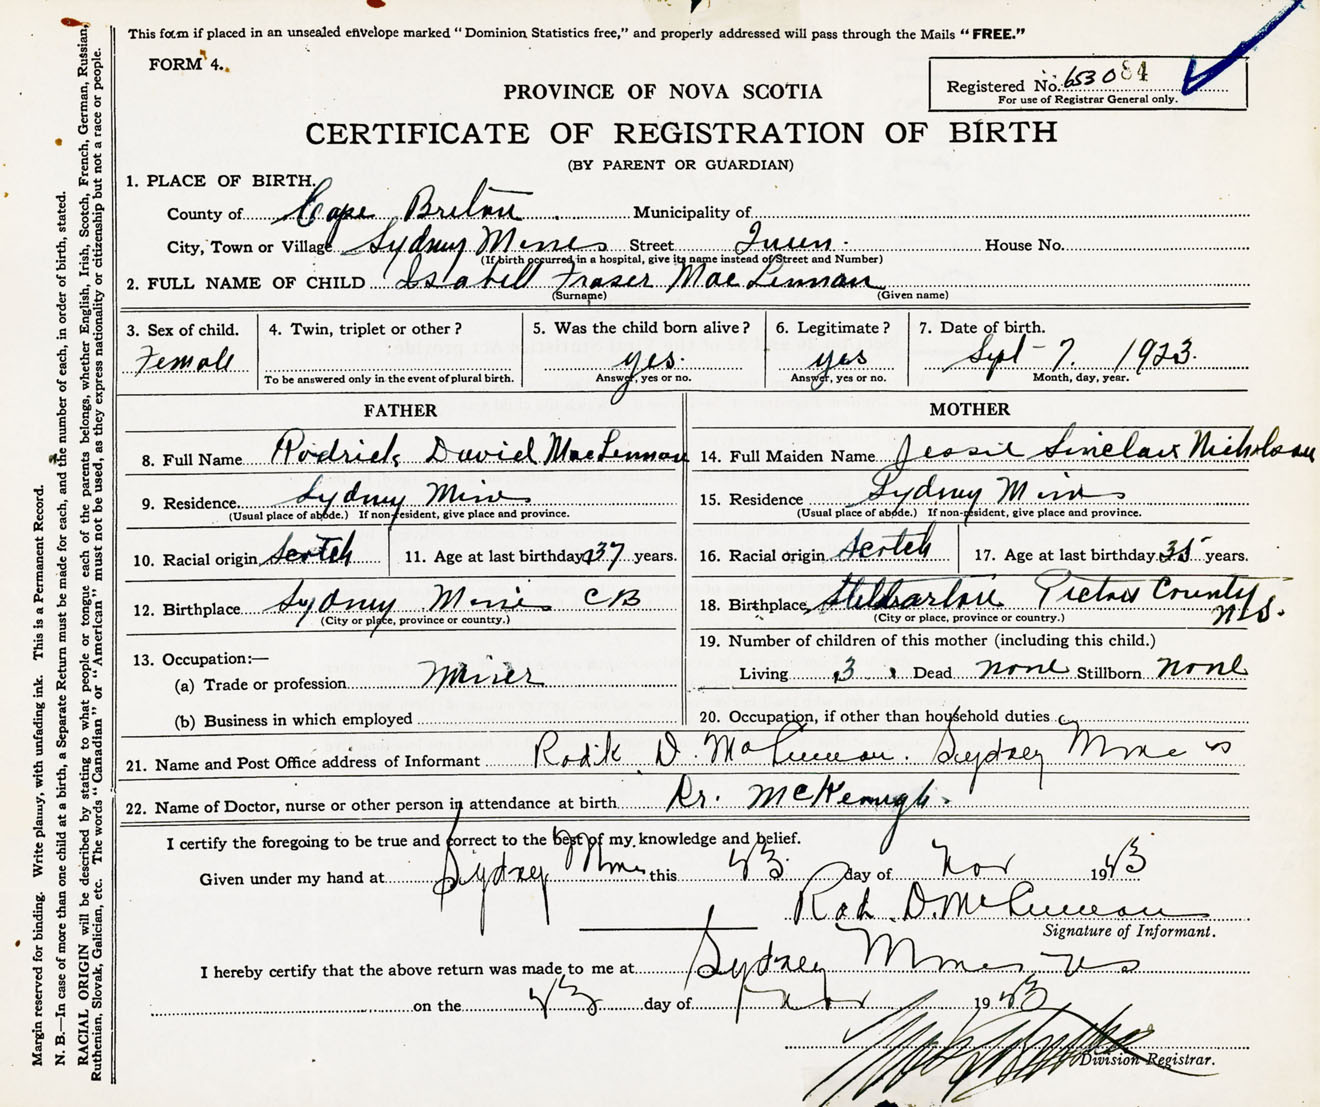 This form if placed in an unsealed envelope marked "Dominion Statistics free," and properly addressed will pass through the Mails "FREE."
FORM 4.
Registered No. 653084
For use of Registrar General only.
PROVINCE OF NOVA SCOTIA
CERTIFICATE OF REGISTRATION OF BIRTH
(BY PARENT OR GUARDIAN)
1. PLACE OF BIRTH.
County of Cape Breton Municipality of
City, Town or Village Sydney Mines Street Queen House No.
(If birth occurred in a hospital, give its name instead of Street and Number)
2. FULL NAME OF CHILD Isabell Fraser MacLennan
(Surname) (Given name)
3. Sex of child. 4. Twin, triplet or other? 5. Was the child born alive? 6. Legitimate? 7. Date of birth.
Female yes. yes Sept 7. 1923.
To be answered only in the event of plural birth. Answer, yes or no. Answer, yes or no. Month, day, year.
FATHER MOTHER
8. Full Name Rodrick David MacLennan 14. Full Maiden Name Jessie Sinclair Nicholson
9. Residence Sydney Mines 15. Residence Sydney Mines
(Usual place of abode.) If non-resident, give place and province. (Usual place of abode.) If non-resident, give place and province.
10. Racial origin Scotch 11. Age at last birthday 37 years. 16. Racial origin Scotch 17. Age at last birthday 35 years.
12. Birthplace Sydney Mines CB 18. Birthplace Pictou County N.S.
(City or place, province or country.) (City or place, province or country.)
13. Occupation:— 19. Number of children of this mother (including this child.)
(a) Trade or profession Miner Living 3 Dead none Stillborn none
(b) Business in which employed 20. Occupation, if other than household duties
21. Name and Post Office address of Informant Rodk D. McLennan. Sydney Mines
22. Name of Doctor, nurse or other person in attendance at birth Dr. McKeough.
I certify the foregoing to be true and correct to the best of my knowledge and belief.
Given under my hand at Sydney Mines this 23 day of Nov 1923
Rod. D. McLennan
Signature of Informant.
I hereby certify that the above return was made to me at Sydney Mines NS
on the 23 day of Nov 1923
Division Registrar.
Margin reserved for binding. Write plainly, with unfading ink. This is a Permanent Record.
N. B.—In case of more than one child at a birth, a Separate Return must be made for each, and the number of each, in order of birth, stated.
RACIAL ORIGIN will be described by stating to what people or tongue each of the parents belongs, whether English, Irish, Scotch, French, German, Russian,
Ruthenian, Slovak, Galician, etc. The words "Canadian" or "American" must not be used, as they express nationality or citizenship but not a race or people.